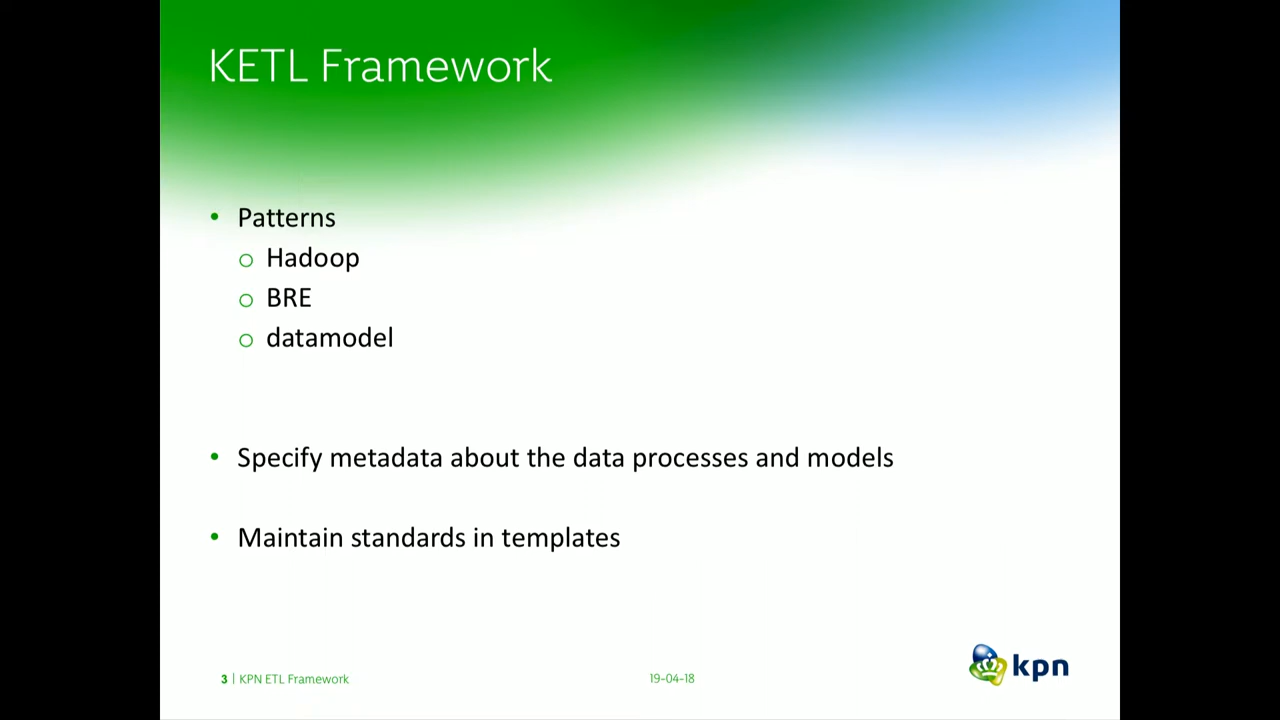 KETL Framework
• Patterns
o Hadoop
o BRE
o datamodel
• Specify metadata about the data processes and models
• Maintain standards in templates
3 | KPN ETL Framework
19-04-18
kpn